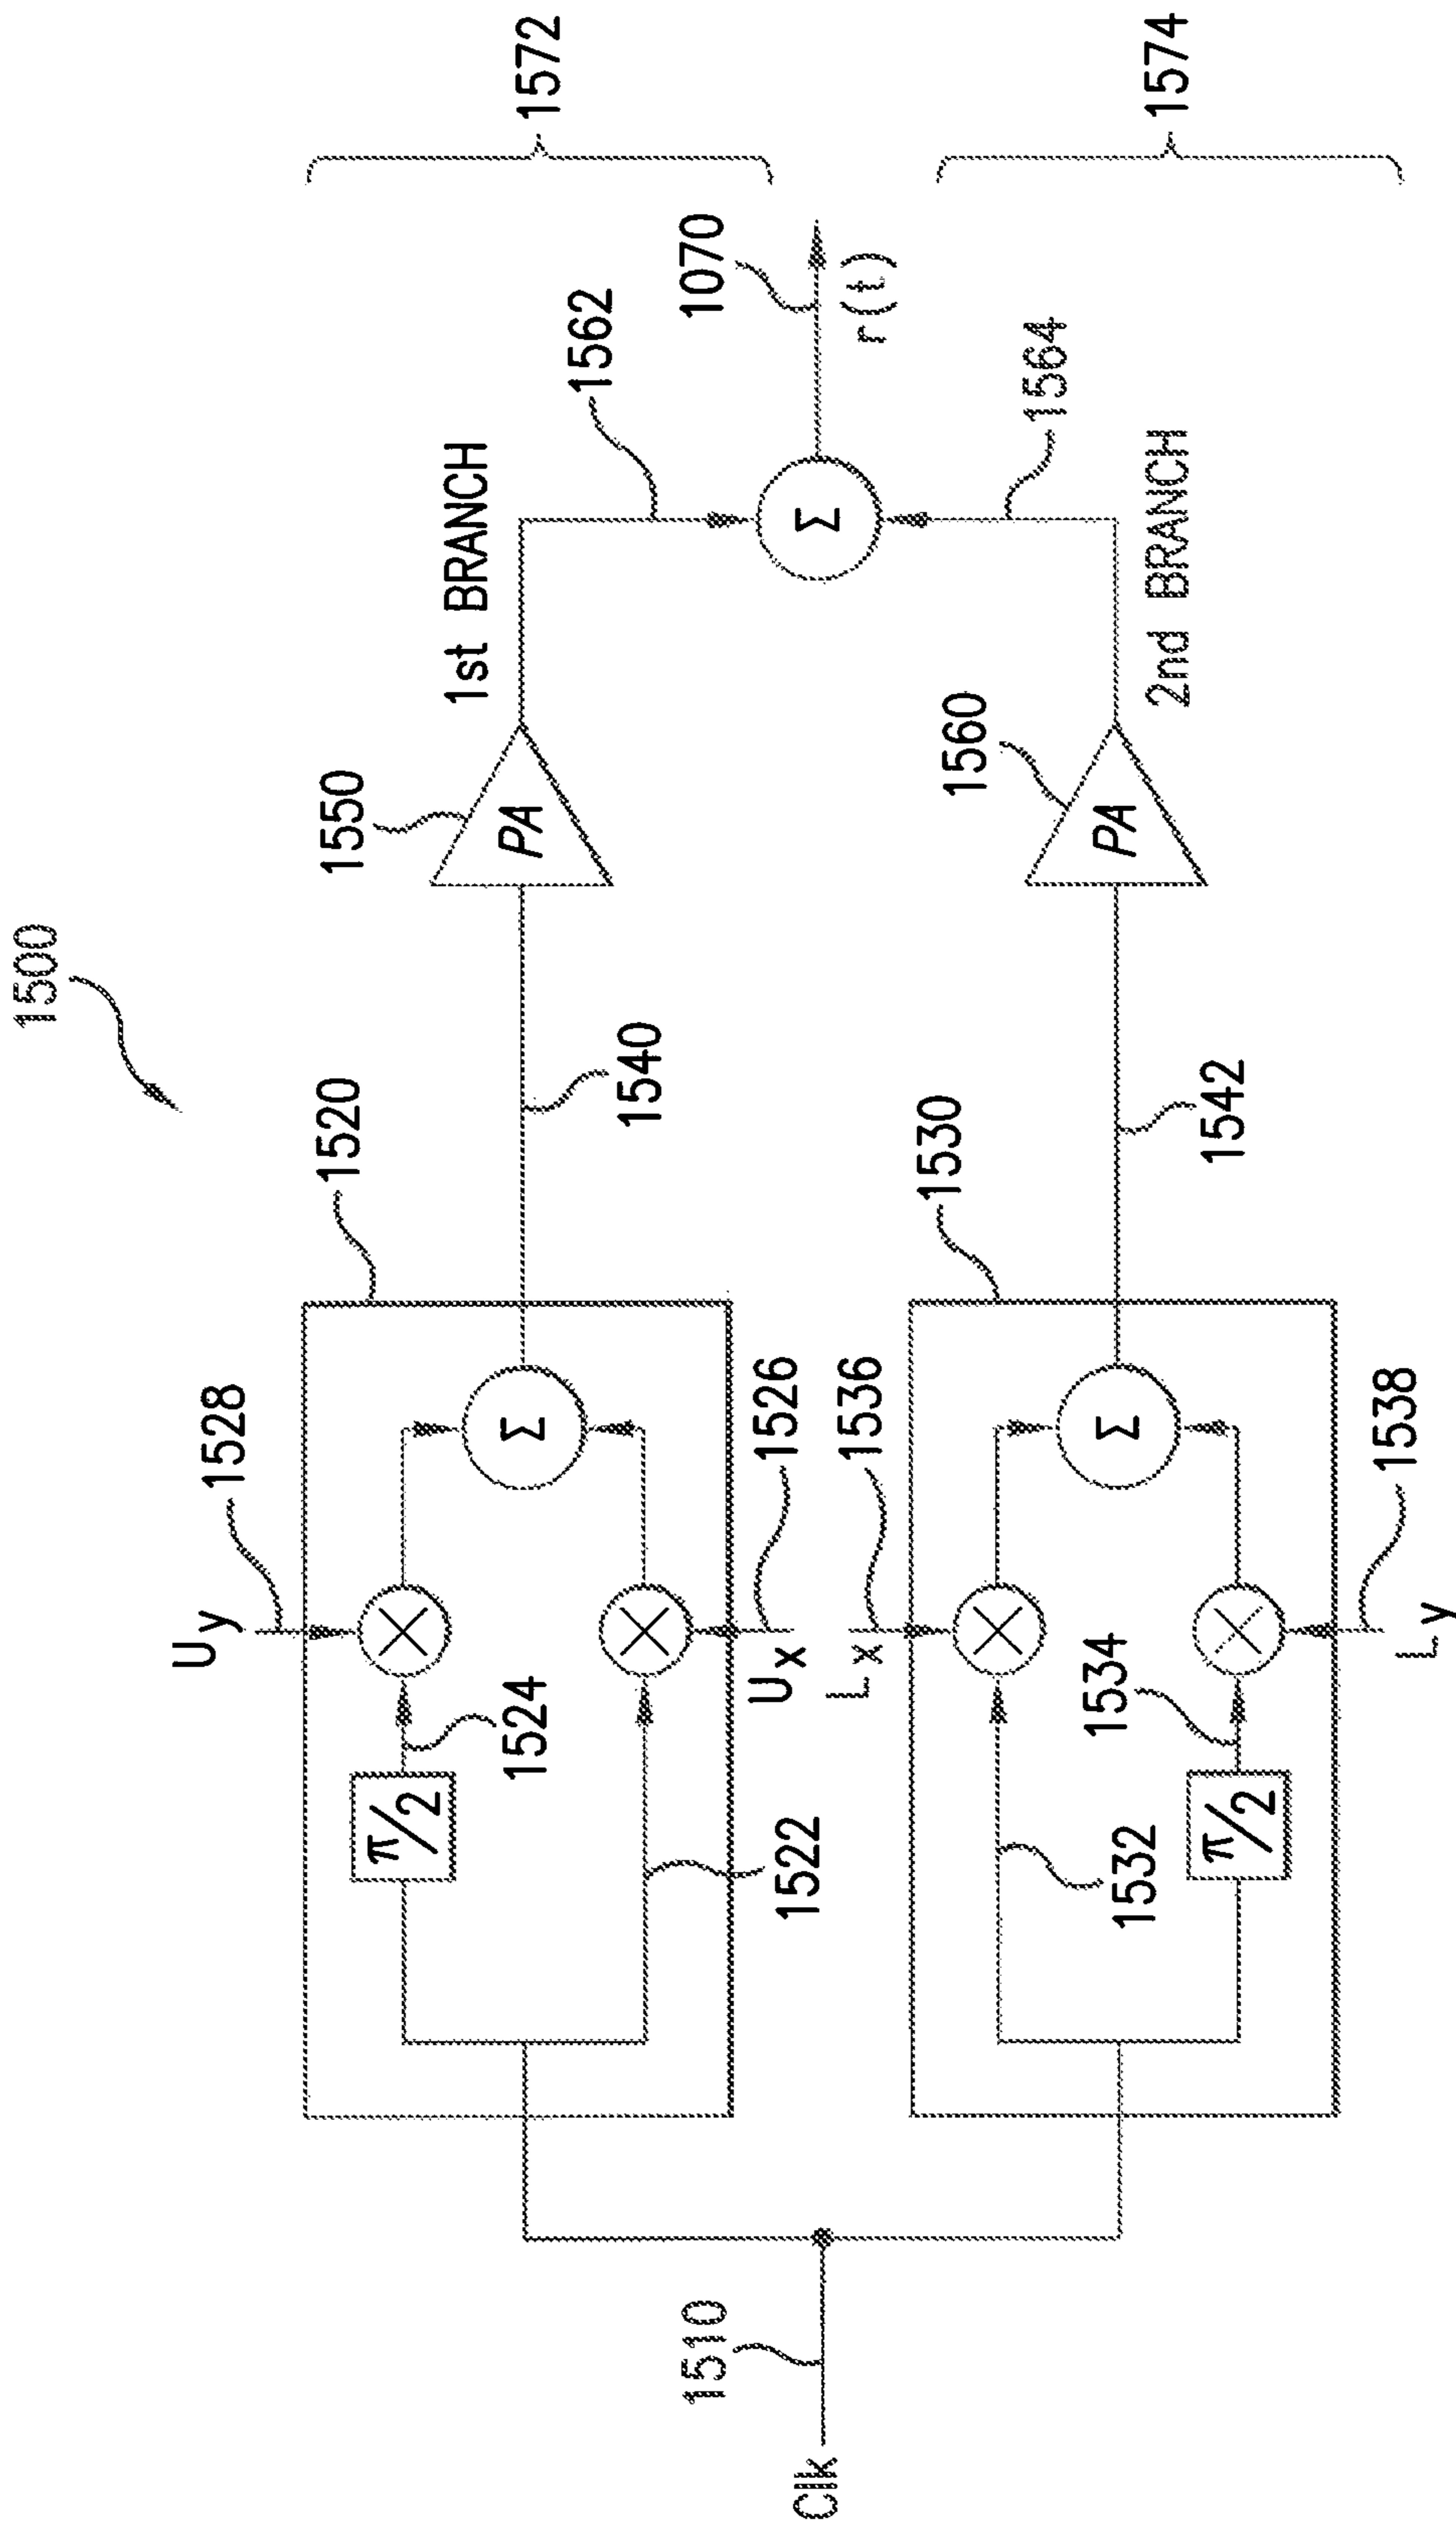 1500
1572
1574
1st BRANCH
2nd BRANCH
1550
PA
1562
1070
r(t)
1564
1560
PA
1520
1540
1530
1542
1528
Uy
π/2
1524
Σ
1522
Ux
1526
Lx
1536
1532
Σ
π/2
1534
Ly
1538
Σ
Clk
1510